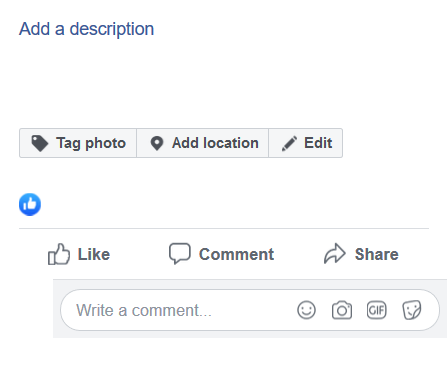 Add a description
Tag photo Add location Edit
Like Comment Share
Write a comment... GIF